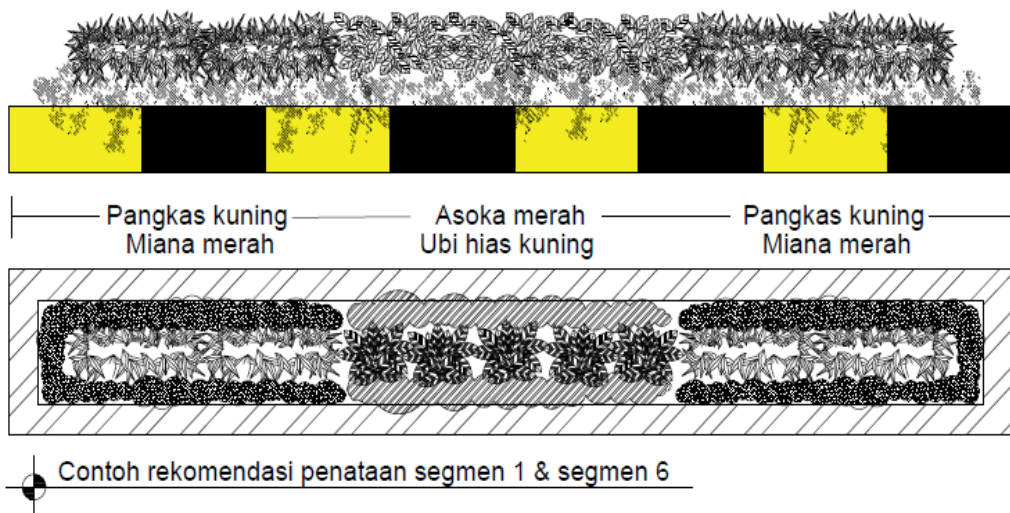 Pangkas kuning Asoka merah Pangkas kuning
Miana merah Ubi hias kuning Miana merah
Contoh rekomendasi penataan segmen 1 & segmen 6